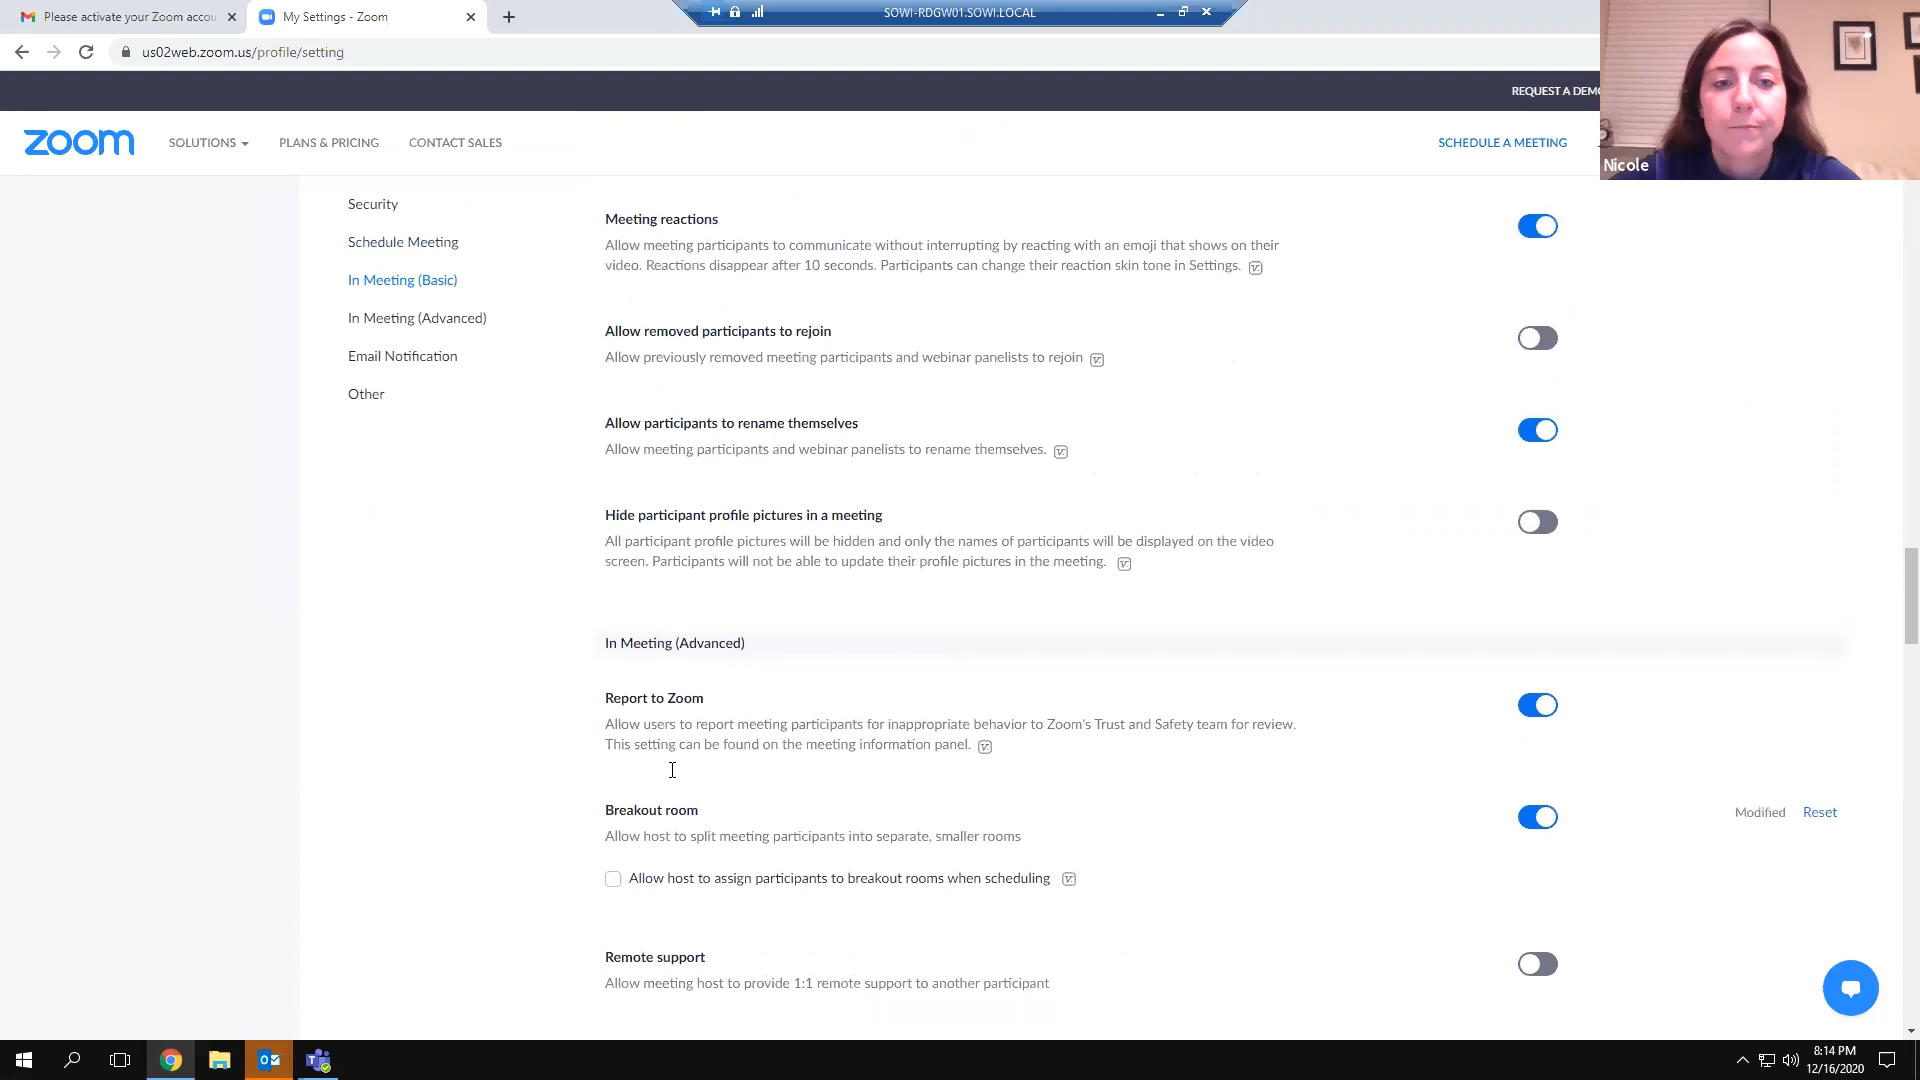 Please activate your Zoom accou
My Settings - Zoom
SOWI-RDGW01.SOWI.LOCAL
us02web.zoom.us/profile/setting
REQUEST A DEMO
zoom
SOLUTIONS
PLANS & PRICING
CONTACT SALES
SCHEDULE A MEETING
Nicole
Security
Schedule Meeting
In Meeting (Basic)
In Meeting (Advanced)
Email Notification
Other
Meeting reactions
Allow meeting participants to communicate without interrupting by reacting with an emoji that shows on their
video. Reactions disappear after 10 seconds. Participants can change their reaction skin tone in Settings.
Allow removed participants to rejoin
Allow previously removed meeting participants and webinar panelists to rejoin
Allow participants to rename themselves
Allow meeting participants and webinar panelists to rename themselves.
Hide participant profile pictures in a meeting
All participant profile pictures will be hidden and only the names of participants will be displayed on the video
screen. Participants will not be able to update their profile pictures in the meeting.
In Meeting (Advanced)
Report to Zoom
Allow users to report meeting participants for inappropriate behavior to Zoom's Trust and Safety team for review.
This setting can be found on the meeting information panel.
Breakout room
Modified Reset
Allow host to split meeting participants into separate, smaller rooms
Allow host to assign participants to breakout rooms when scheduling
Remote support
Allow meeting host to provide 1:1 remote support to another participant
8:14 PM
12/16/2020